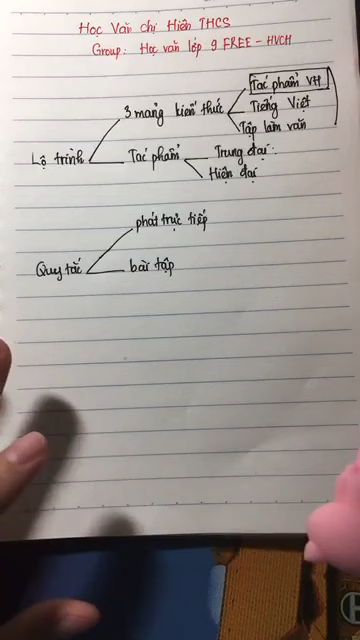 Học Văn chị Hiên THCS
Group: Học văn lớp 9 FREE - HVCH
Lộ trình
3 mảng kiến thức
Tác phẩm VH
Tiếng Việt
Tập làm văn
Tác phẩm
Trung đại:
Hiện đại
Quy tắc
phát trực tiếp
bài tập